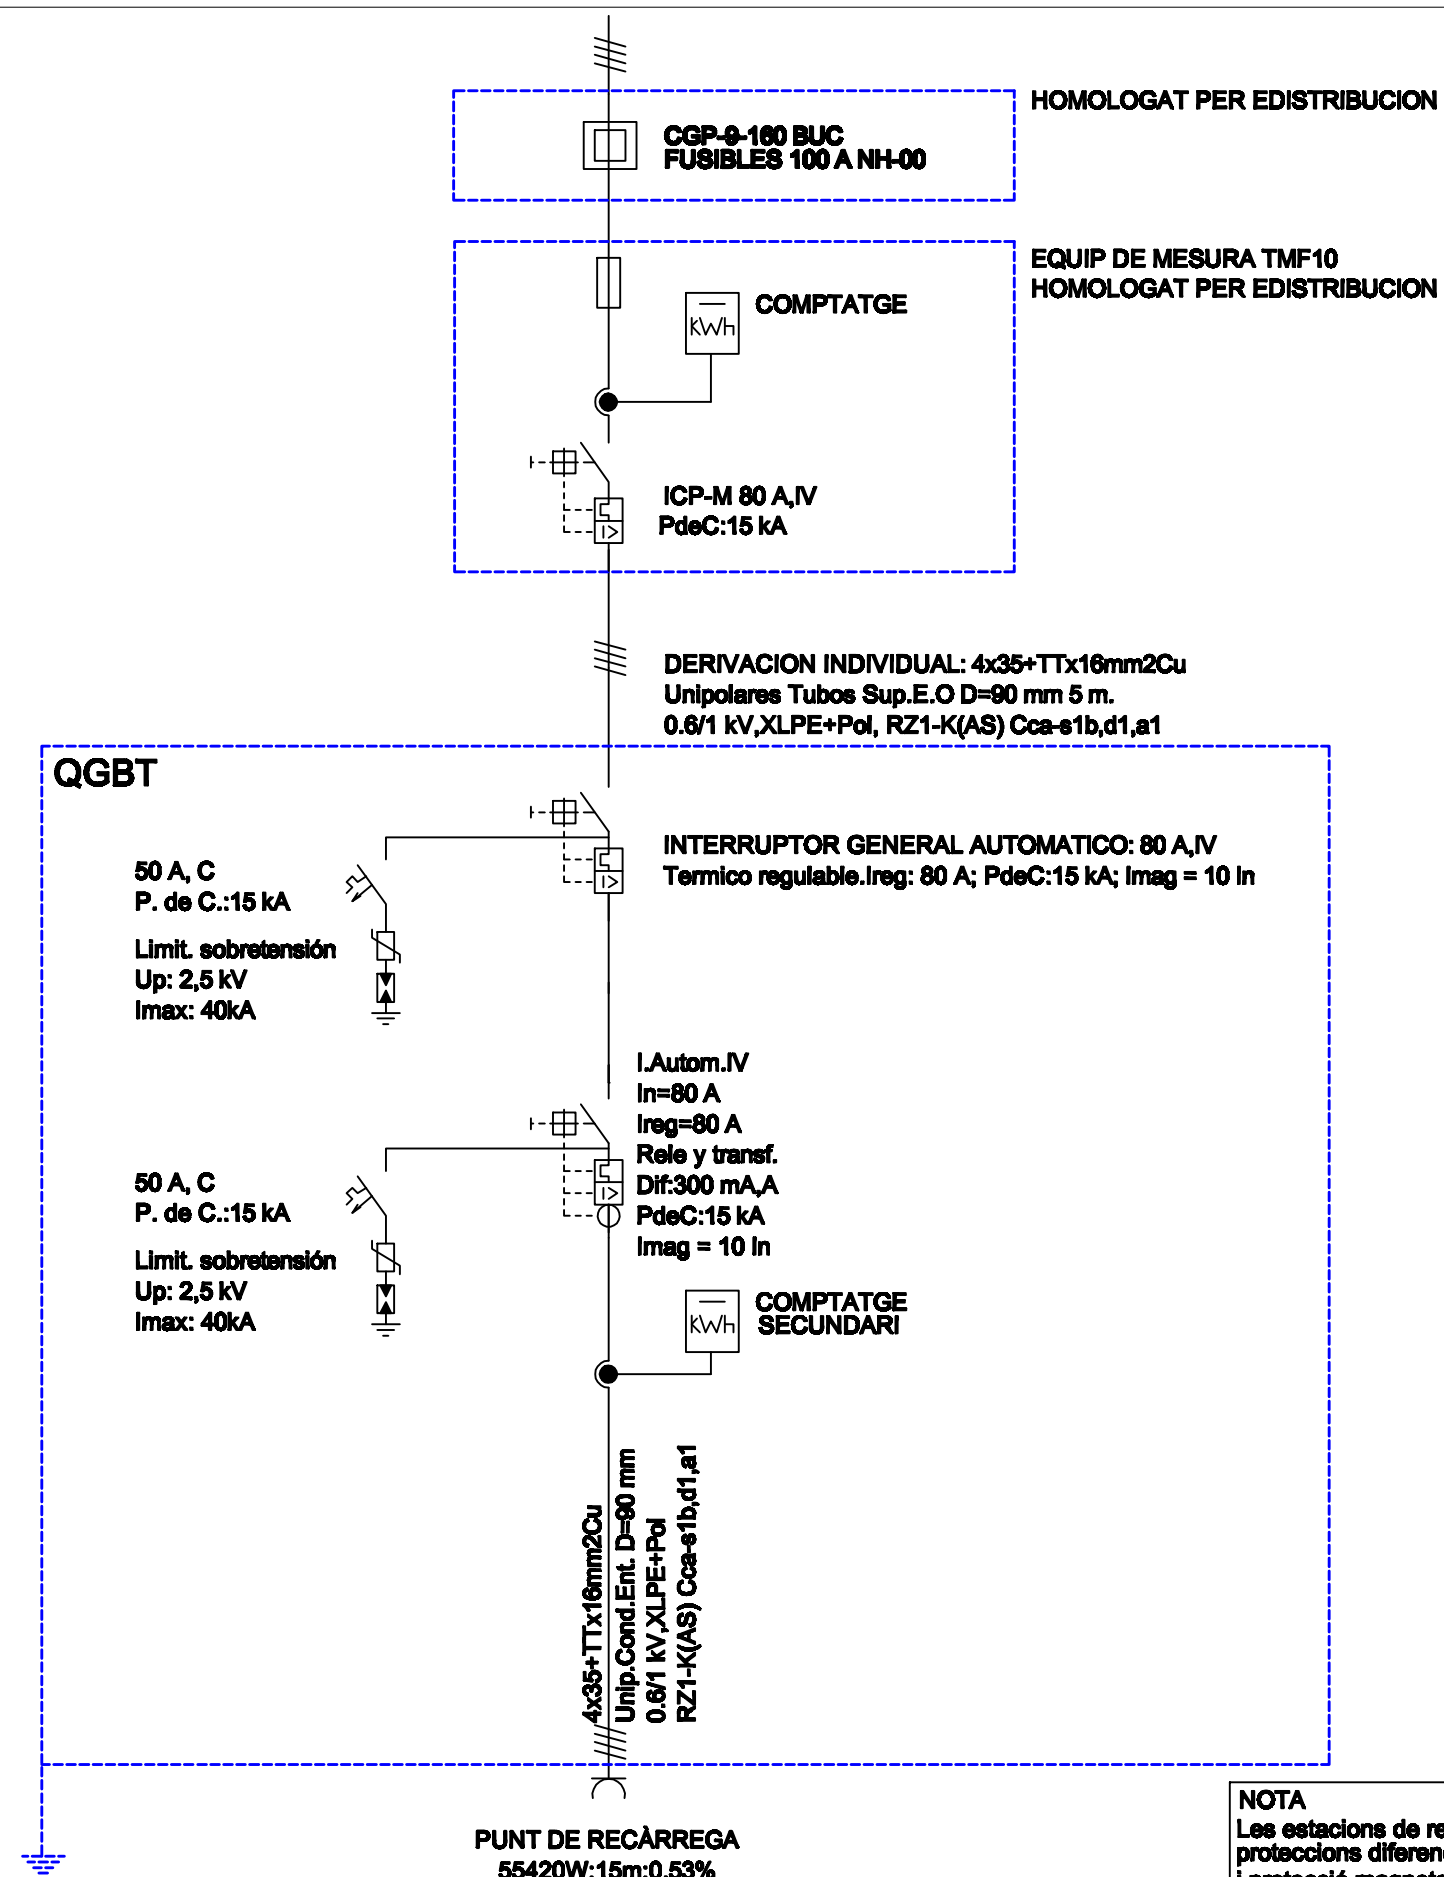 HOMOLOGAT PER EDISTRIBUCION
CGP-9-160 BUC
FUSIBLES 100 A NH-00
EQUIP DE MESURA TMF10
HOMOLOGAT PER EDISTRIBUCION
COMPTATGE
kWh
ICP-M 80 A,IV
PdeC:15 kA
I>
DERIVACION INDIVIDUAL: 4x35+TTx16mm2Cu
Unipolares Tubos Sup.E.O D=90 mm 5 m.
0.6/1 kV,XLPE+Pol, RZ1-K(AS) Cca-s1b,d1,a1
QGBT
INTERRUPTOR GENERAL AUTOMATICO: 80 A,IV
Termico regulable.Ireg: 80 A; PdeC:15 kA; Imag = 10 In
I>
50 A, C
P. de C.:15 kA
Limit. sobretensión
Up: 2,5 kV
Imax: 40kA
I.Autom.IV
In=80 A
Ireg=80 A
Rele y transf.
Dif:300 mA,A
PdeC:15 kA
Imag = 10 In
I>
50 A, C
P. de C.:15 kA
Limit. sobretensión
Up: 2,5 kV
Imax: 40kA
COMPTATGE
SECUNDARI
kWh
4x35+TTx16mm2Cu
Unip.Cond.Ent. D=90 mm
0.6/1 kV,XLPE+Pol
RZ1-K(AS) Cca-s1b,d1,a1
PUNT DE RECÀRREGA
55420W;15m;0.53%
NOTA
Les estacions de
proteccions
i protecció